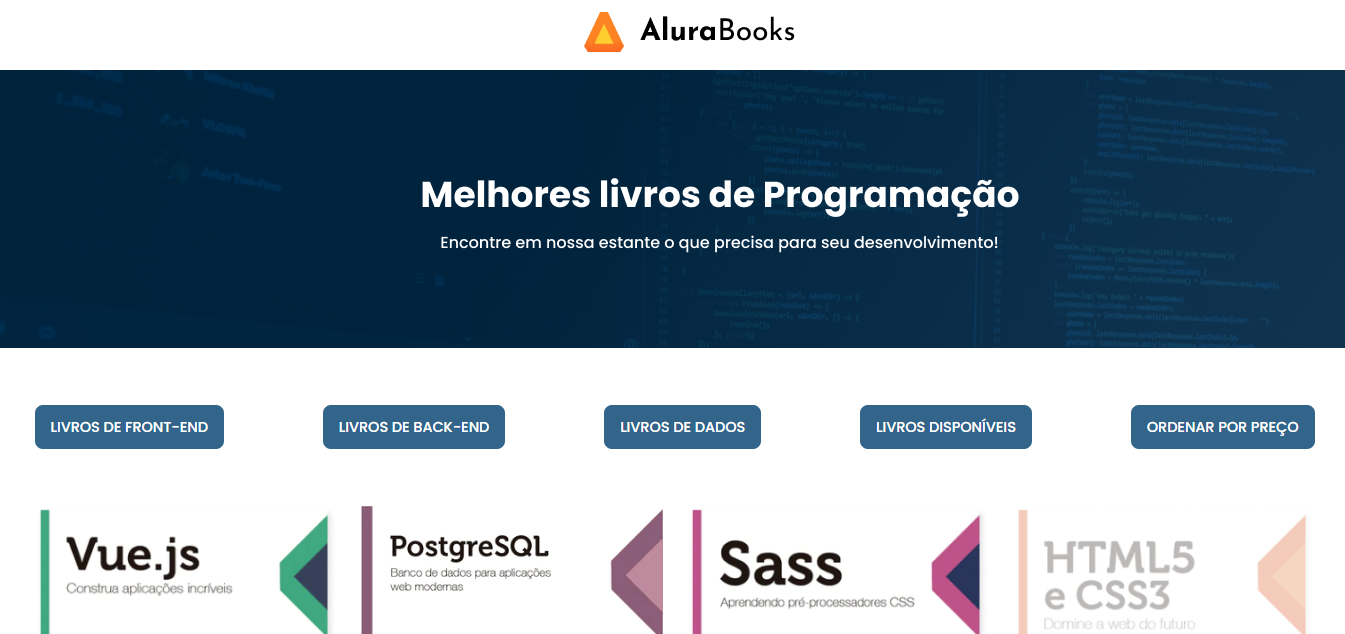 AluraBooks
Melhores livros de Programação
Encontre em nossa estante o que precisa para seu desenvolvimento!
LIVROS DE FRONT-END
LIVROS DE BACK-END
LIVROS DE DADOS
LIVROS DISPONÍVEIS
ORDENAR POR PREÇO
Vue.js
Construa aplicações incríveis
PostgreSQL
Banco de dados para aplicações
web modernas
Sass
Aprendendo pré-processadores CSS
HTML5
e CSS3
Domine a web do futuro